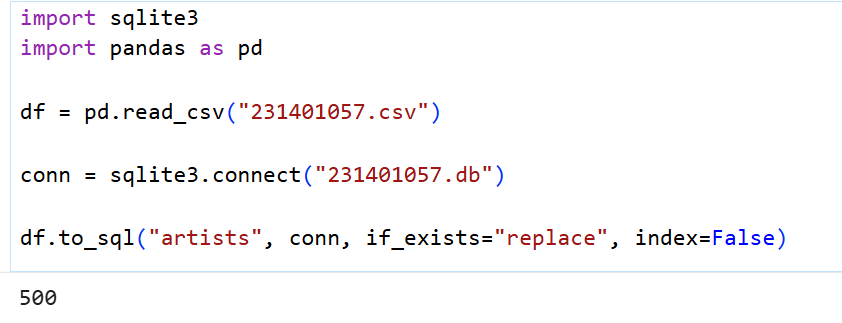 import sqlite3
import pandas as pd
df = pd.read_csv("231401057.csv")
conn = sqlite3.connect("231401057.db")
df.to_sql("artists", conn, if_exists="replace", index=False)
500